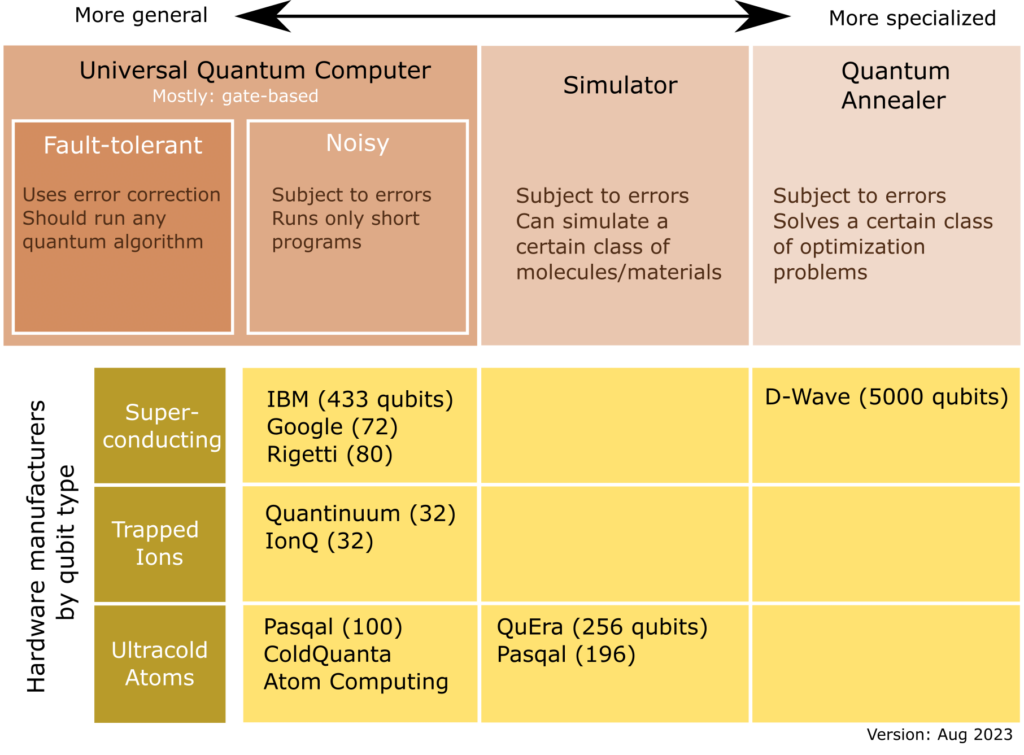 More general
More specialized
Universal Quantum Computer
Mostly: gate-based
Fault-tolerant
Uses error correction
Should run any
quantum algorithm
Noisy
Subject to errors
Runs only short
programs
Simulator
Subject to errors
Can simulate a
certain class of
molecules/materials
Quantum
Annealer
Subject to errors
Solves a certain class
of optimization
problems
Hardware manufacturers
by qubit type
Super-
conducting
IBM (433 qubits)
Google (72)
Rigetti (80)
D-Wave (5000 qubits)
Trapped
Ions
Quantinuum (32)
IonQ (32)
Ultracold
Atoms
Pasqal (100)
ColdQuanta
Atom Computing
QuEra (256 qubits)
Pasqal (196)
Version: Aug 2023